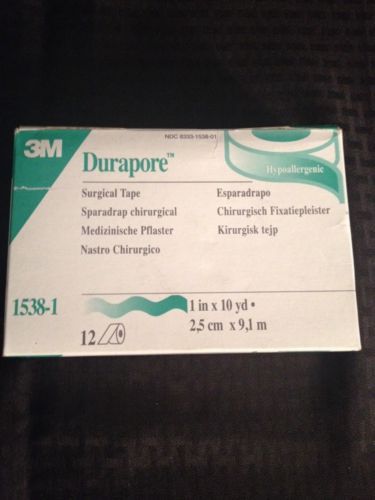 NDC 8333-1538-01
3M
Durapore™
Hypoallergenic
Surgical Tape
Esparadrapo
Sparadrap chirurgical
Chirurgisch Fixatiepleister
Medizinische Pflaster
Kirurgisk tejp
Nastro Chirurgico
1538-1
1 in x 10 yd •
12
2,5 cm x 9,1 m